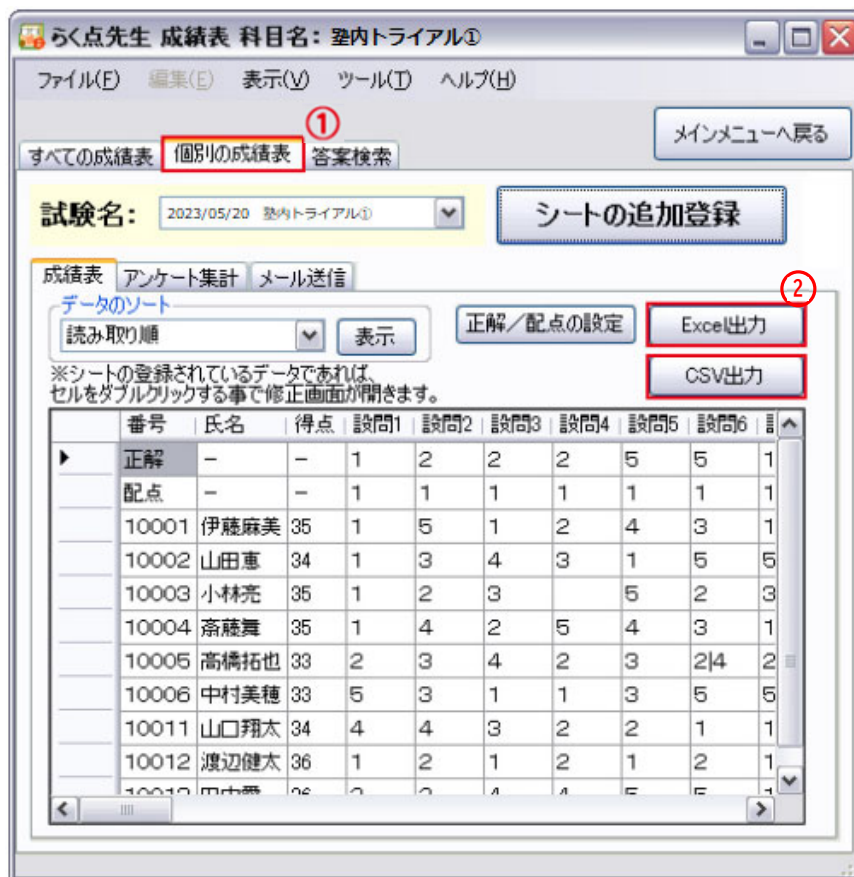 らく点先生 成績表 科目名: 塾内トライアル①
ファイル(F) 編集(E) 表示(V) ツール(T) ヘルプ(H)
①
メインメニューへ戻る
すべての成績表 個別の成績表 答案検索
試験名: 2023/05/20 塾内トライアル① シートの追加登録
成績表 アンケート集計 メール送信
②
データのソート
読み取り順 表示 正解/配点の設定 Excel出力
※シートの登録されているデータであれば、
セルをダブルクリックする事で修正画面が開きます。
CSV出力
番号 氏名 得点 設問1 設問2 設問3 設問4 設問5 設問6
正解 - - 1 2 2 2 5 5 1
配点 - - 1 1 1 1 1 1 1
10001 伊藤麻美 35 1 5 1 2 4 3 1
10002 山田恵 34 1 3 4 3 1 5 5
10003 小林亮 35 1 2 3 5 2 3
10004 斎藤舞 35 1 4 2 5 4 3 1
10005 高橋拓也 33 2 3 4 2 3 2|4 2
10006 中村美穂 33 5 3 1 1 3 5 5
10011 山口翔太 34 4 4 3 2 2 1 1
10012 渡辺健太 36 1 2 1 2 1 2 1